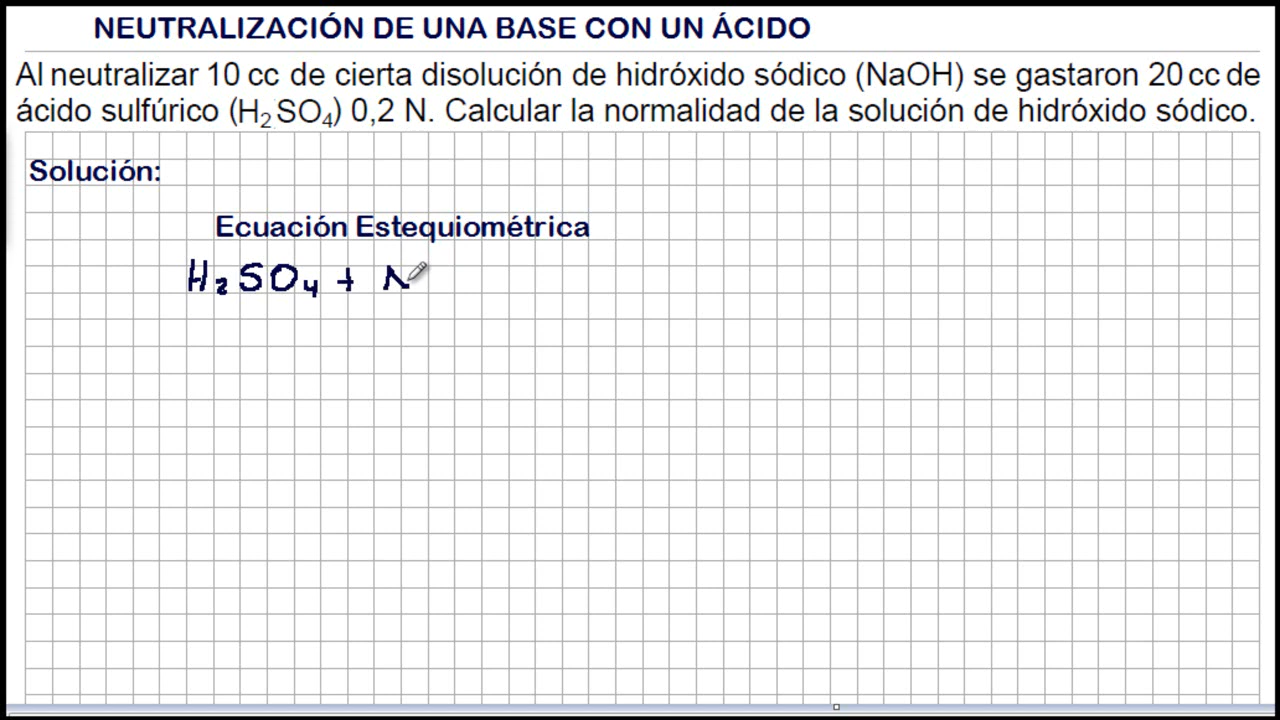 NEUTRALIZACIÓN DE UNA BASE CON UN ÁCIDO
Al neutralizar 10 cc de cierta disolución de hidróxido sódico (NaOH) se gastaron 20 cc de
ácido sulfúrico (H₂SO₄) 0,2 N. Calcular la normalidad de la solución de hidróxido sódico.
Solución:
Ecuación Estequiométrica
H₂SO₄ + N